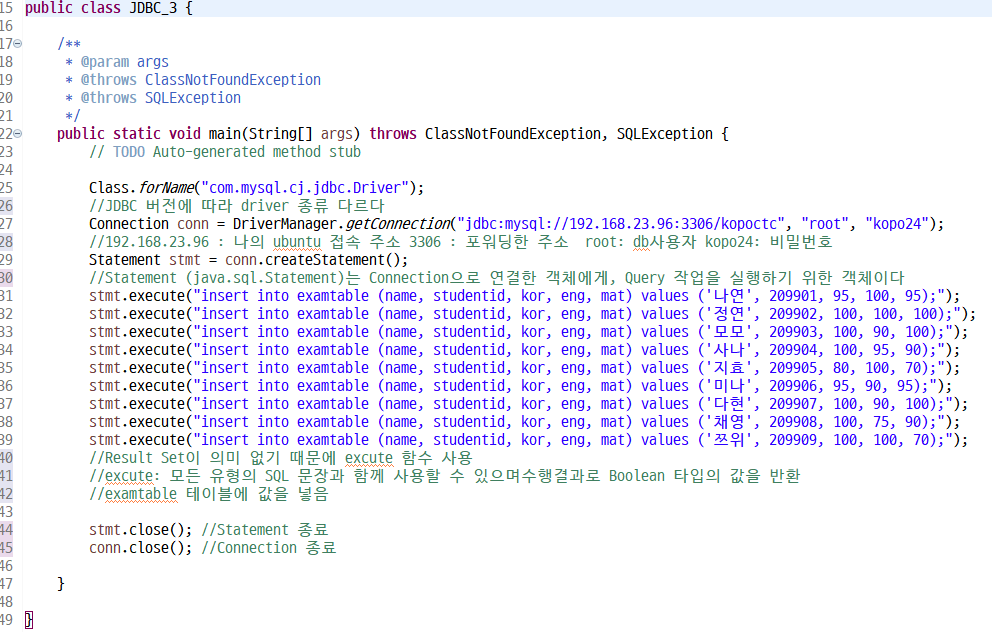 15 public class JDBC_3 {
16
17 /**
18 * @param args
19 * @throws ClassNotFoundException
20 * @throws SQLException
21 */
22 public static void main(String[] args) throws ClassNotFoundException, SQLException {
23 // TODO Auto-generated method stub
24
25 Class.forName("com.mysql.cj.jdbc.Driver");
26 //JDBC 버전에 따라 driver 종류 다르다
27 Connection conn = DriverManager.getConnection("jdbc:mysql://192.168.23.96:3306/kopoctc", "root", "kopo24");
28 //192.168.23.96 : 나의 ubuntu 접속 주소 3306 : 포워딩한 주소 root: db사용자 kopo24: 비밀번호
29 Statement stmt = conn.createStatement();
30 //Statement (java.sql.Statement)는 Connection으로 연결한 객체에게, Query 작업을 실행하기 위한 객체이다
31 stmt.execute("insert into examtable (name, studentid, kor, eng, mat) values ('나연', 209901, 95, 100, 95);");
32 stmt.execute("insert into examtable (name, studentid, kor, eng, mat) values ('정연', 209902, 100, 100, 100);");
33 stmt.execute("insert into examtable (name, studentid, kor, eng, mat) values ('모모', 209903, 100, 90, 100);");
34 stmt.execute("insert into examtable (name, studentid, kor, eng, mat) values ('사나', 209904, 100, 95, 90);");
35 stmt.execute("insert into examtable (name, studentid, kor, eng, mat) values ('지효', 209905, 80, 100, 70);");
36 stmt.execute("insert into examtable (name, studentid, kor, eng, mat) values ('미나', 209906, 95, 90, 95);");
37 stmt.execute("insert into examtable (name, studentid, kor, eng, mat) values ('다현', 209907, 100, 90, 100);");
38 stmt.execute("insert into examtable (name, studentid, kor, eng, mat) values ('채영', 209908, 100, 75, 90);");
39 stmt.execute("insert into examtable (name, studentid, kor, eng, mat) values ('쯔위', 209909, 100, 100, 70);");
40 //Result Set이 의미 없기 때문에 excute 함수 사용
41 //excute: 모든 유형의 SQL 문장과 함께 사용할 수 있으며수행결과로 Boolean 타입의 값을 반환
42 //examtable 테이블에 값을 넣음
43
44 stmt.close(); //Statement 종료
45 conn.close(); //Connection 종료
46
47 }
48
49 }